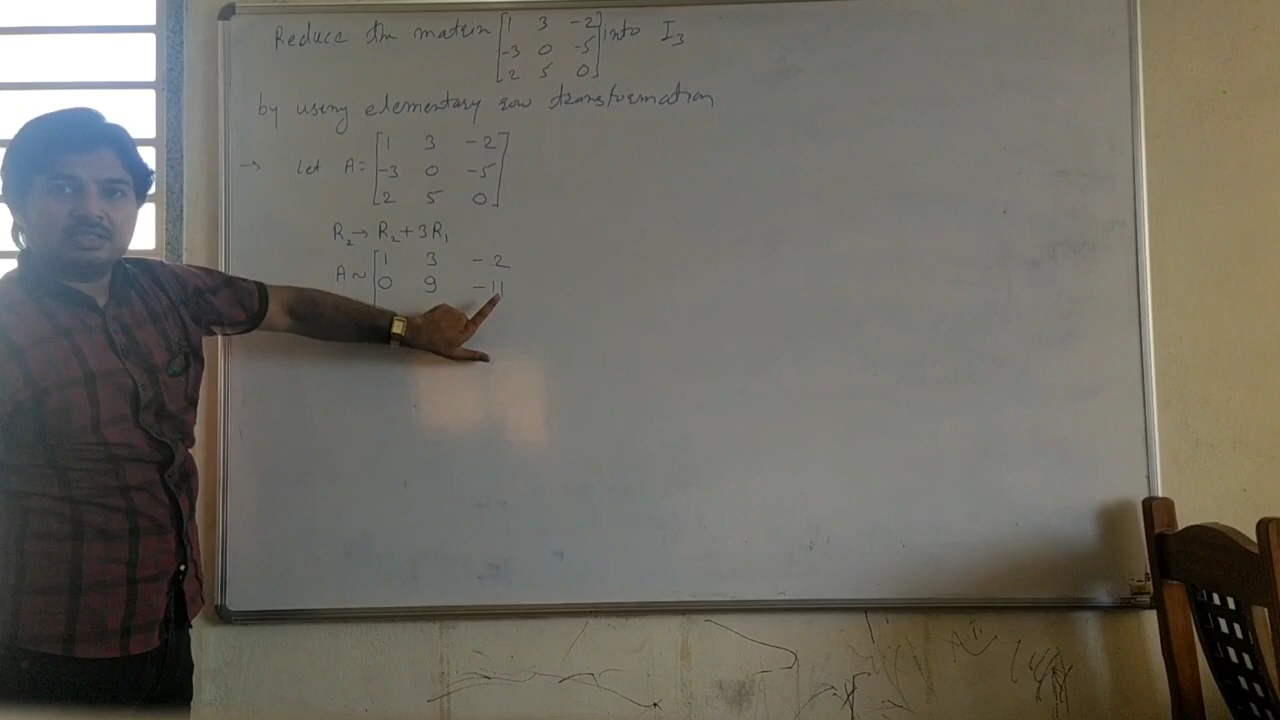 Reduce the matrix [1 3 -2 into I₃
-3 0 -5
2 5 0]
by using elementary row transformation
→ Let A = [1 3 -2
-3 0 -5
2 5 0]
R₂→ R₂+3R₁
A ~ [1 3 -2
0 9 -11